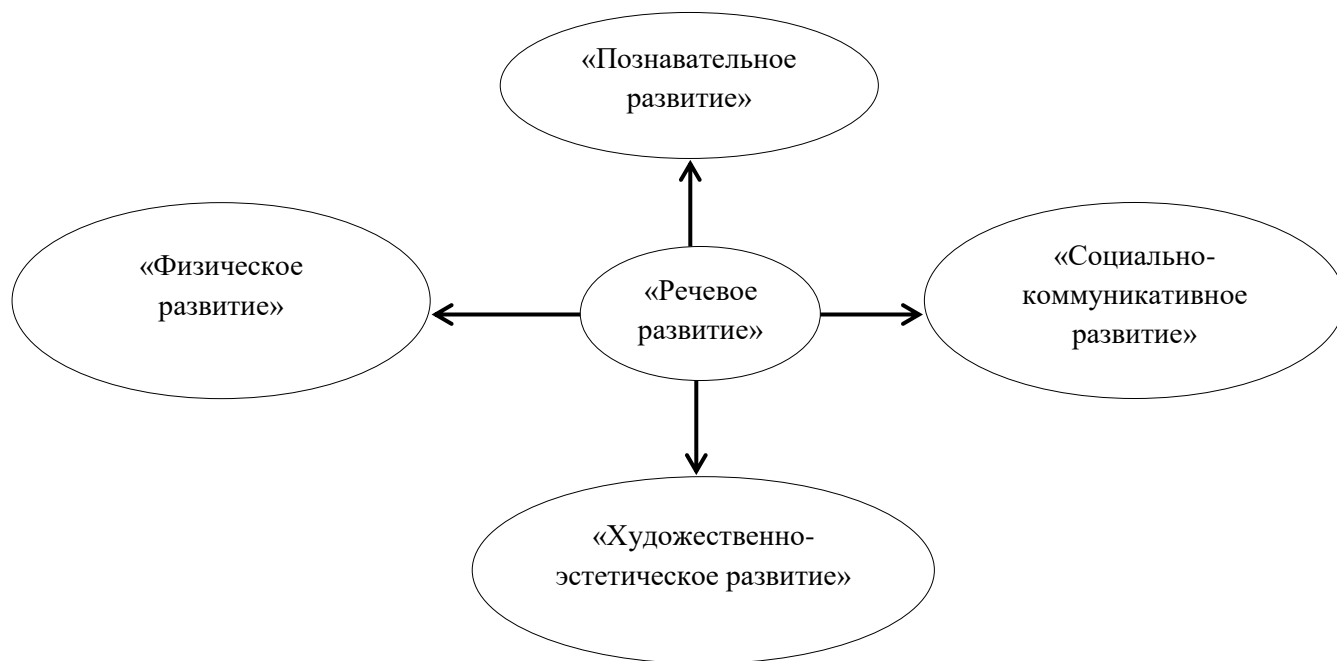 «Познавательное
развитие»
«Физическое
развитие»
«Речевое
развитие»
«Социально-
коммуникативное
развитие»
«Художественно-
эстетическое развитие»